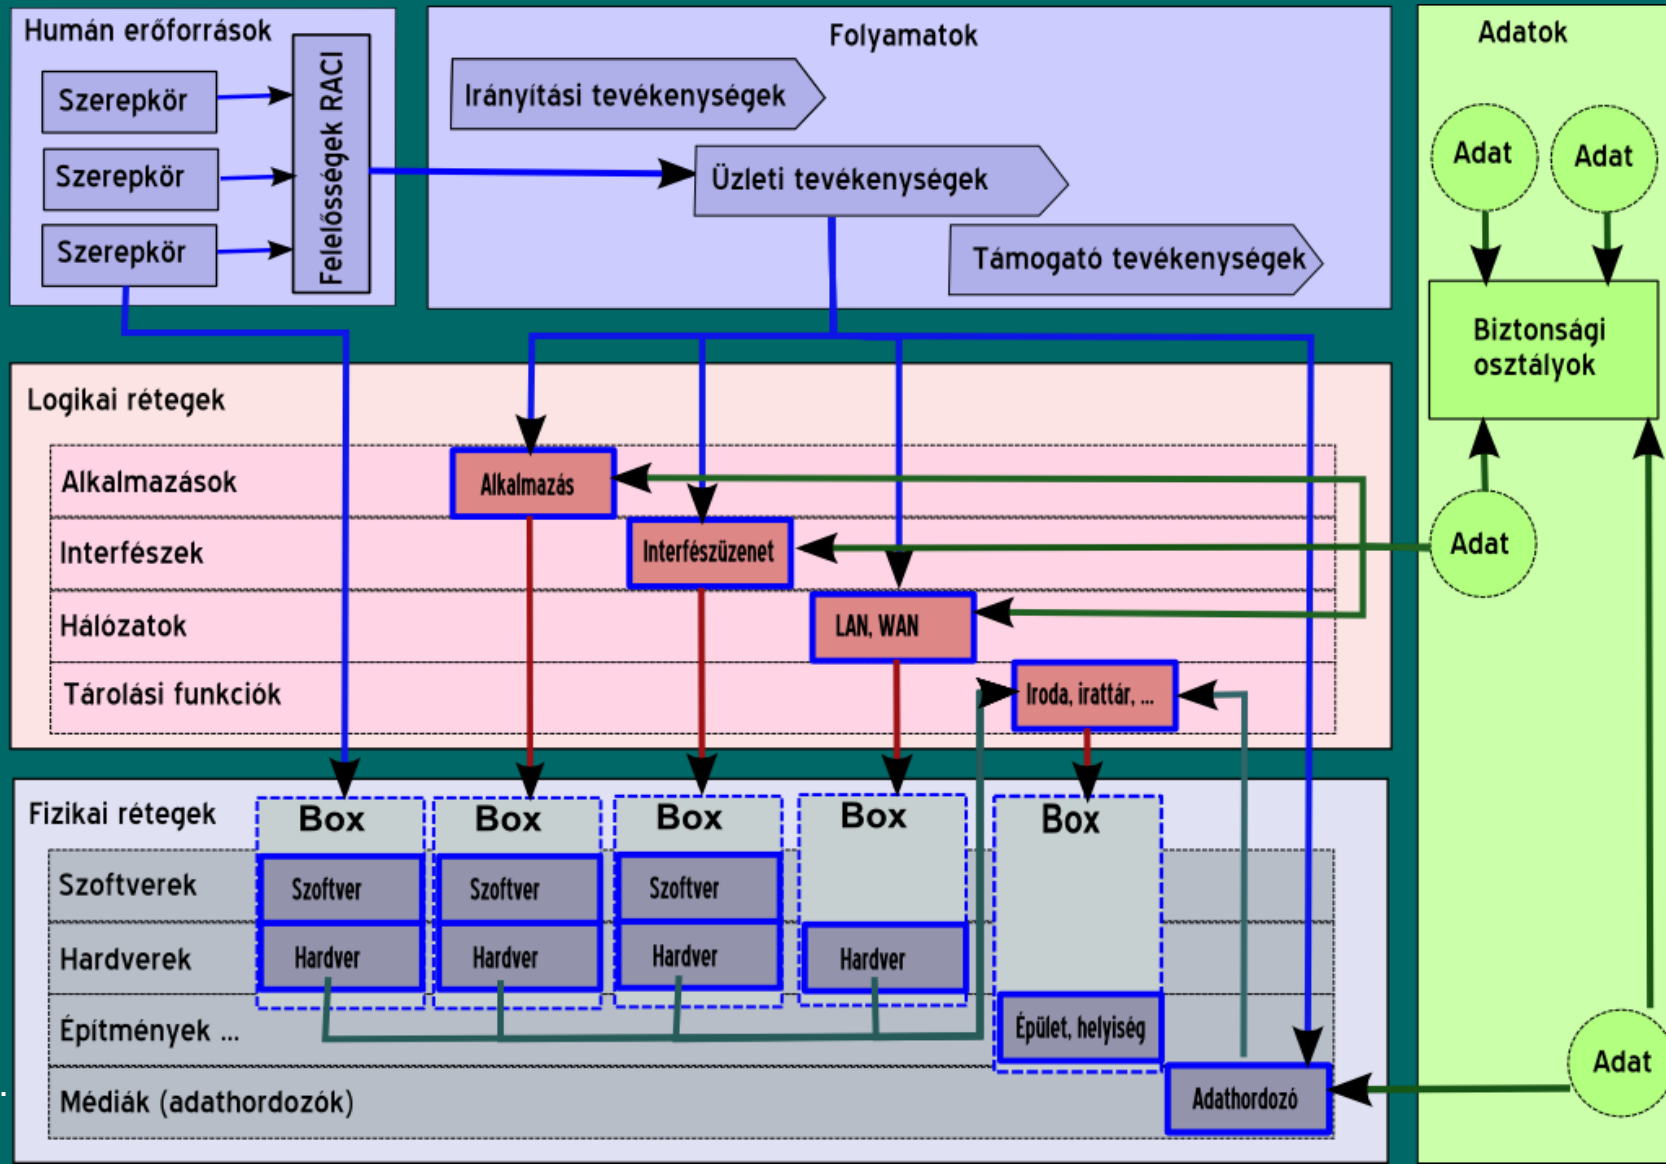 Humán erőforrások
Szerepkör
Szerepkör
Szerepkör
Felelősségek RACI
Folyamatok
Irányítási tevékenységek
Üzleti tevékenységek
Támogató tevékenységek
Adatok
Adat
Adat
Biztonsági
osztályok
Adat
Adat
Logikai rétegek
Alkalmazások
Alkalmazás
Interfészek
Interfészüzenet
Hálózatok
LAN, WAN
Tárolási funkciók
Iroda, irattár, ...
Fizikai rétegek
Box
Box
Box
Box
Box
Szoftverek
Szoftver
Szoftver
Szoftver
Hardverek
Hardver
Hardver
Hardver
Hardver
Építmények ...
Épület, helyiség
Médiák (adathordozók)
Adathordozó